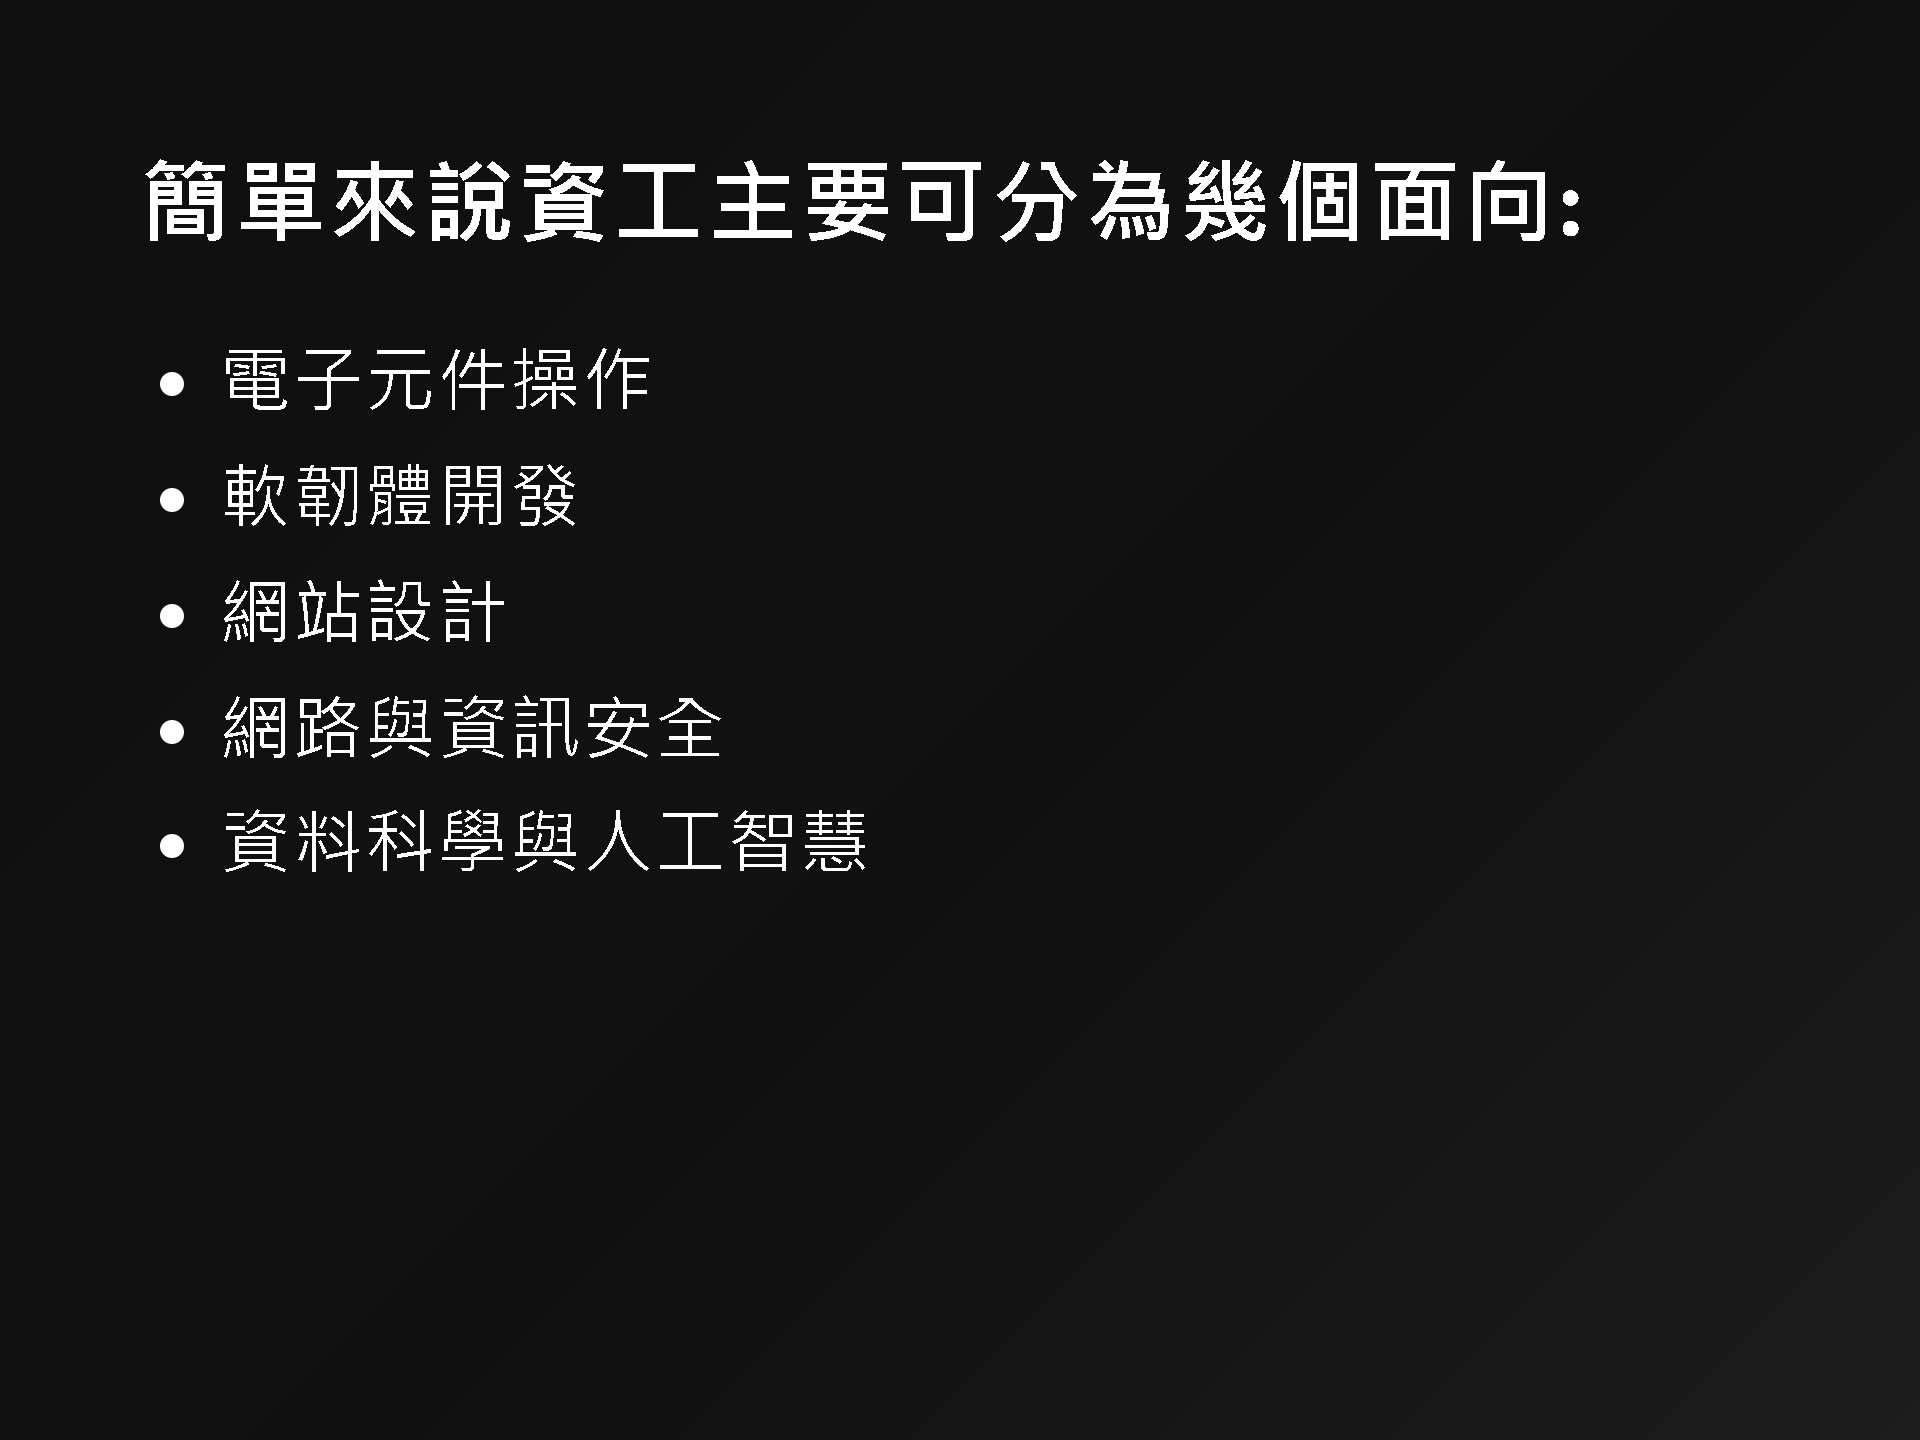 簡單來說資工主要可分為幾個面向:
• 電子元件操作
• 軟韌體開發
• 網站設計
• 網路與資訊安全
• 資料科學與人工智慧